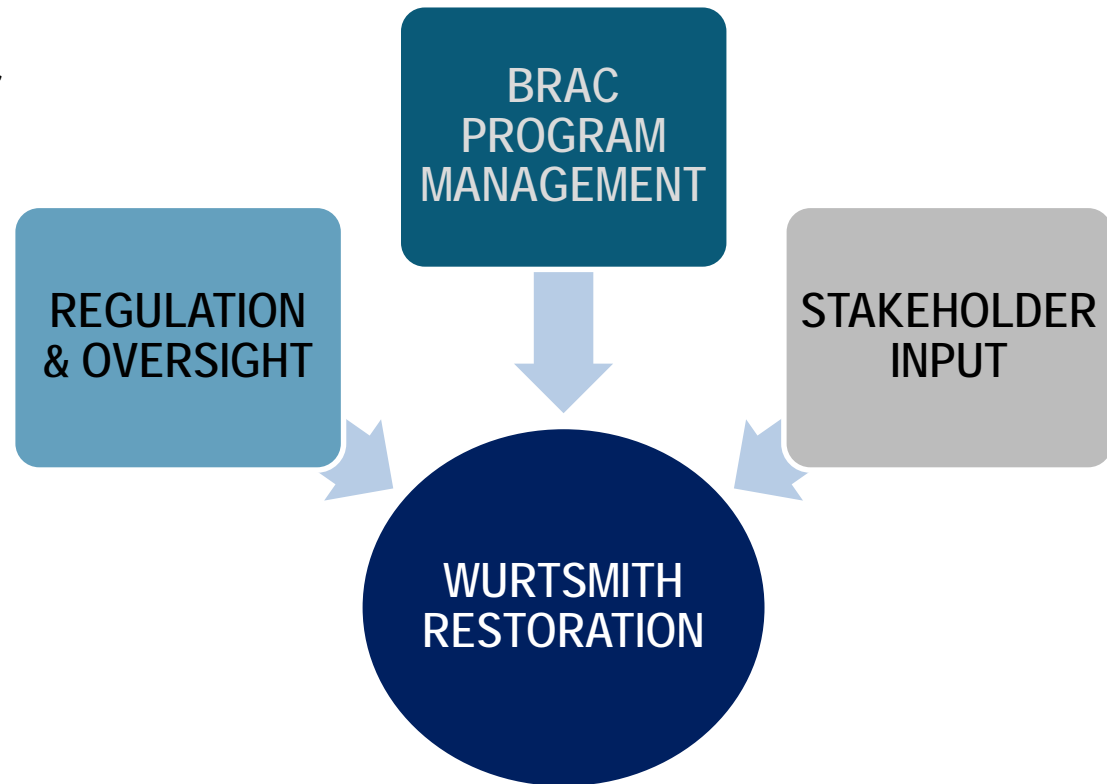 BRAC
PROGRAM
MANAGEMENT
REGULATION
& OVERSIGHT
STAKEHOLDER
INPUT
WURTSMITH
RESTORATION